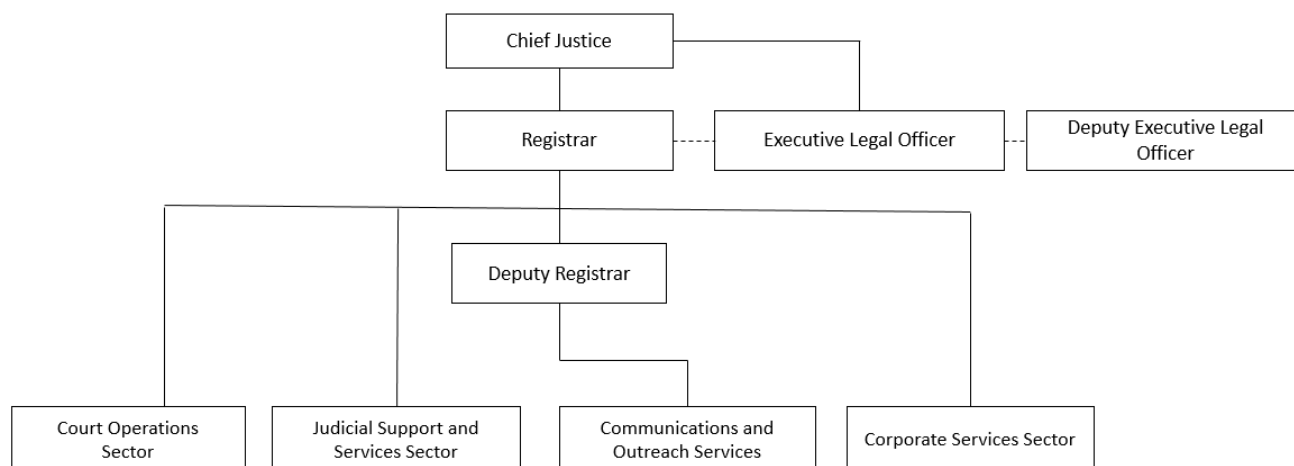 Chief Justice
Registrar
Executive Legal Officer
Deputy Executive Legal
Officer
Deputy Registrar
Court Operations
Sector
Judicial Support and
Services Sector
Communications and
Outreach Services
Corporate Services Sector